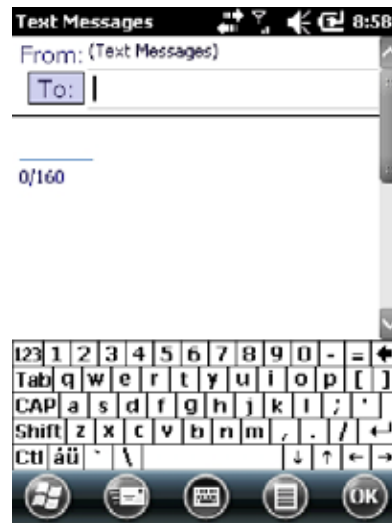 Text Messages 8:58
From: (Text Messages)
To:
0/160
123 1 2 3 4 5 6 7 8 9 0 - = ←
Tab q w e r t y u i o p [ ]
CAP a s d f g h j k l ; '
Shift z x c v b n m , . / ↵
Ctl áü ` \ ↓ ↑ ← →
OK